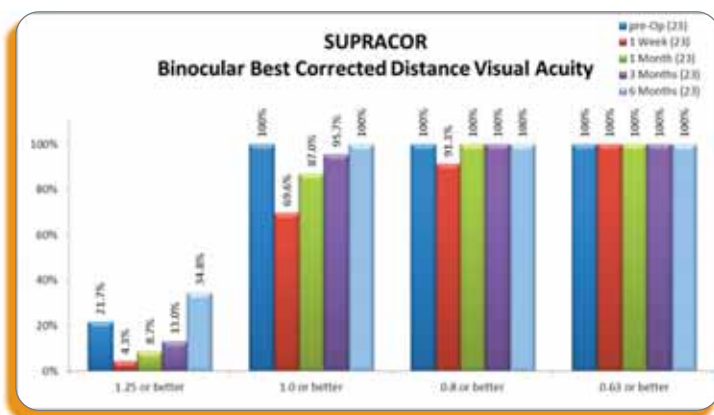 SUPRACOR
Binocular Best Corrected Distance Visual Acuity
pre-Op (23)
1 Week (23)
1 Month (23)
3 Months (23)
6 Months (23)
100%
80%
60%
40%
20%
0%
21.7%
4.3%
8.7%
13.0%
34.8%
100%
69.6%
87.0%
95.7%
100%
100%
91.3%
100%
100%
100%
100%
100%
100%
100%
100%
1.25 or better
1.0 or better
0.8 or better
0.63 or better